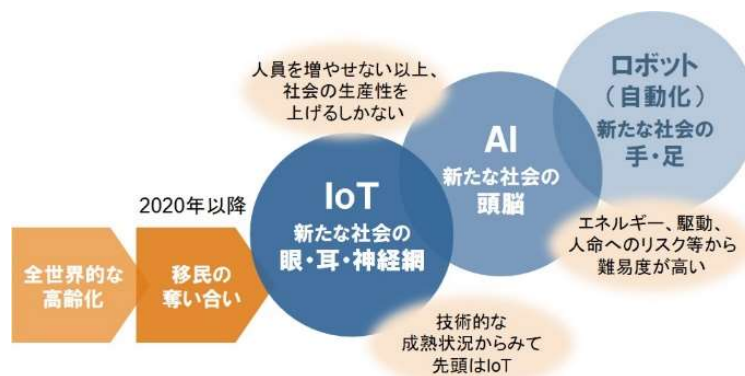 全世界的な
高齢化
2020年以降
移民の
奪い合い
人員を増やせない以上、
社会の生産性を
上げるしかない
IoT
新たな社会の
眼・耳・神経網
技術的な
成熟状況からみて
先頭はIoT
AI
新たな社会の
頭脳
ロボット
（自動化）
新たな社会の
手・足
エネルギー、駆動、
人命へのリスク等から
難易度が高い